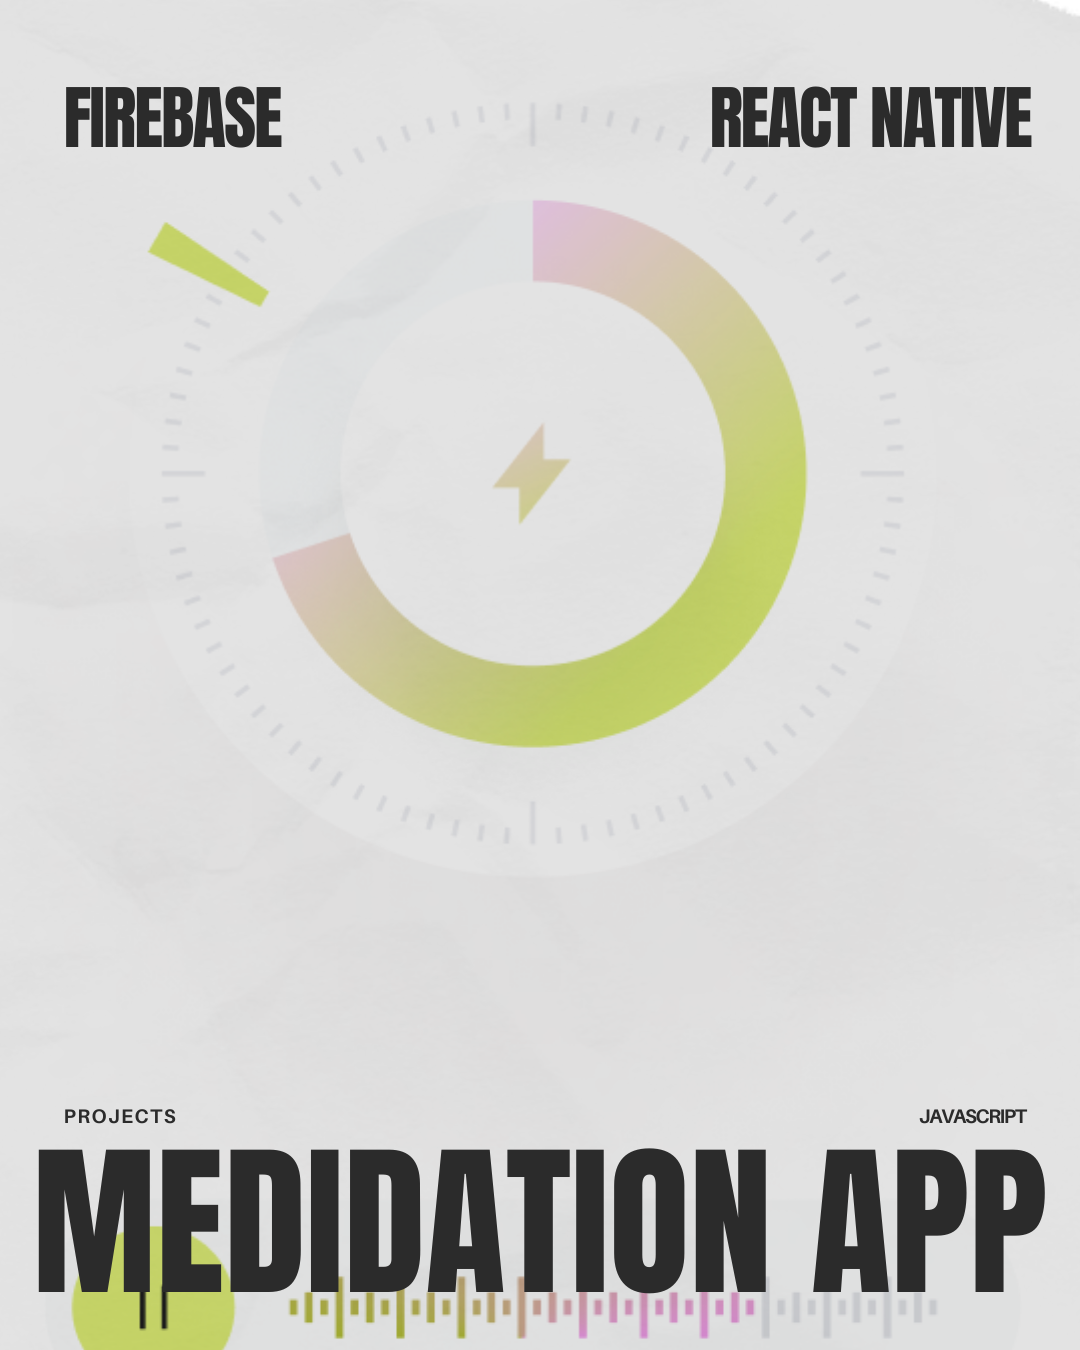 FIREBASE
REACT NATIVE
PROJECTS
JAVASCRIPT
MEDIDATION APP